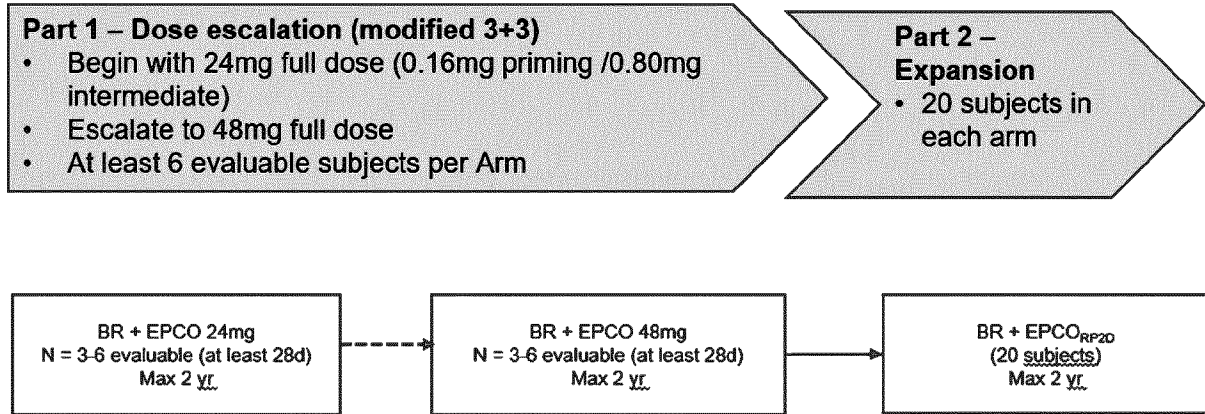 Part 1 – Dose escalation (modified 3+3)
• Begin with 24mg full dose (0.16mg priming /0.80mg
intermediate)
• Escalate to 48mg full dose
• At least 6 evaluable subjects per Arm
Part 2 –
Expansion
• 20 subjects in
each arm
BR + EPCO 24mg
N = 3-6 evaluable (at least 28d)
Max 2 yr
BR + EPCO 48mg
N = 3-6 evaluable (at least 28d)
Max 2 yr
BR + EPCO RP2D
(20 subjects)
Max 2 yr